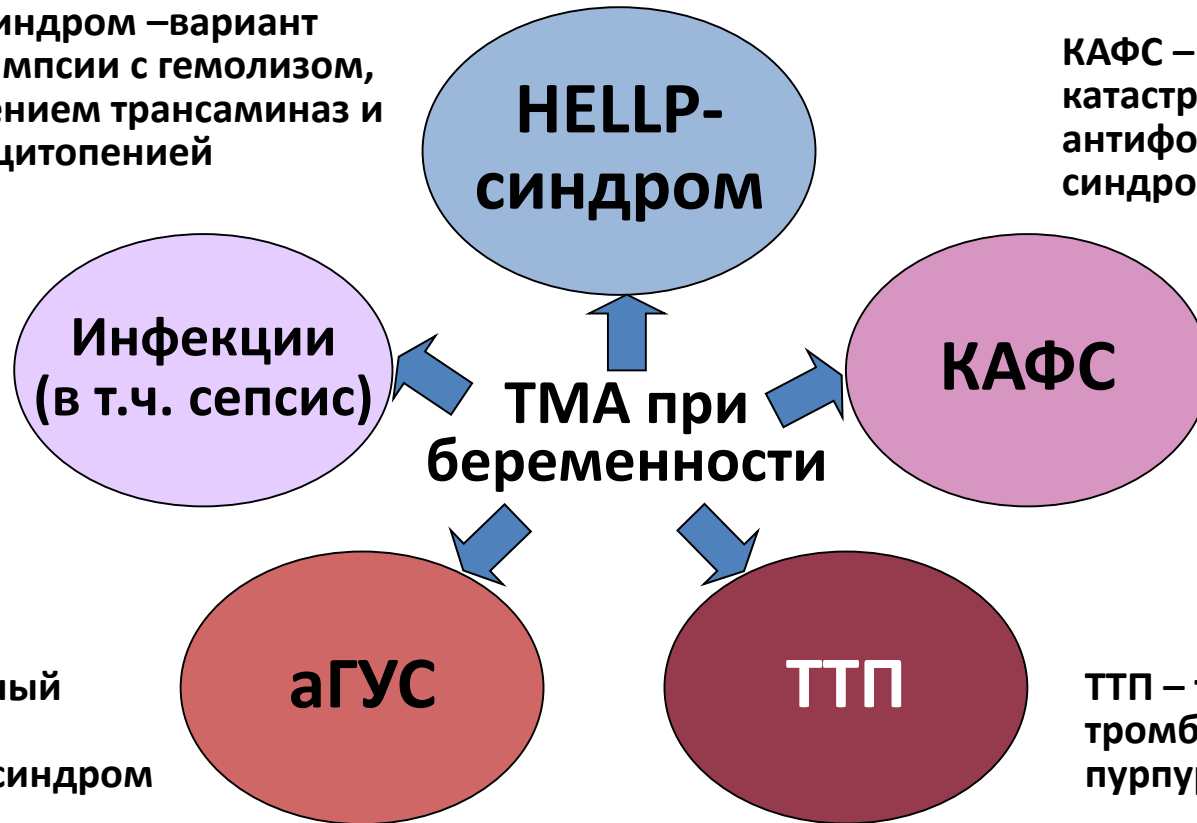 индром –вариант
мпсии с гемолизом,
ением трансаминаз и
цитопенией
HELLP-
синдром
КАФС –
катастр
антифо
синдро
Инфекции
(в т.ч. сепсис)
ТМА при
беременности
КАФС
аГУС
ТТП
ный
синдром
ТТП – т
тромб
пурпур